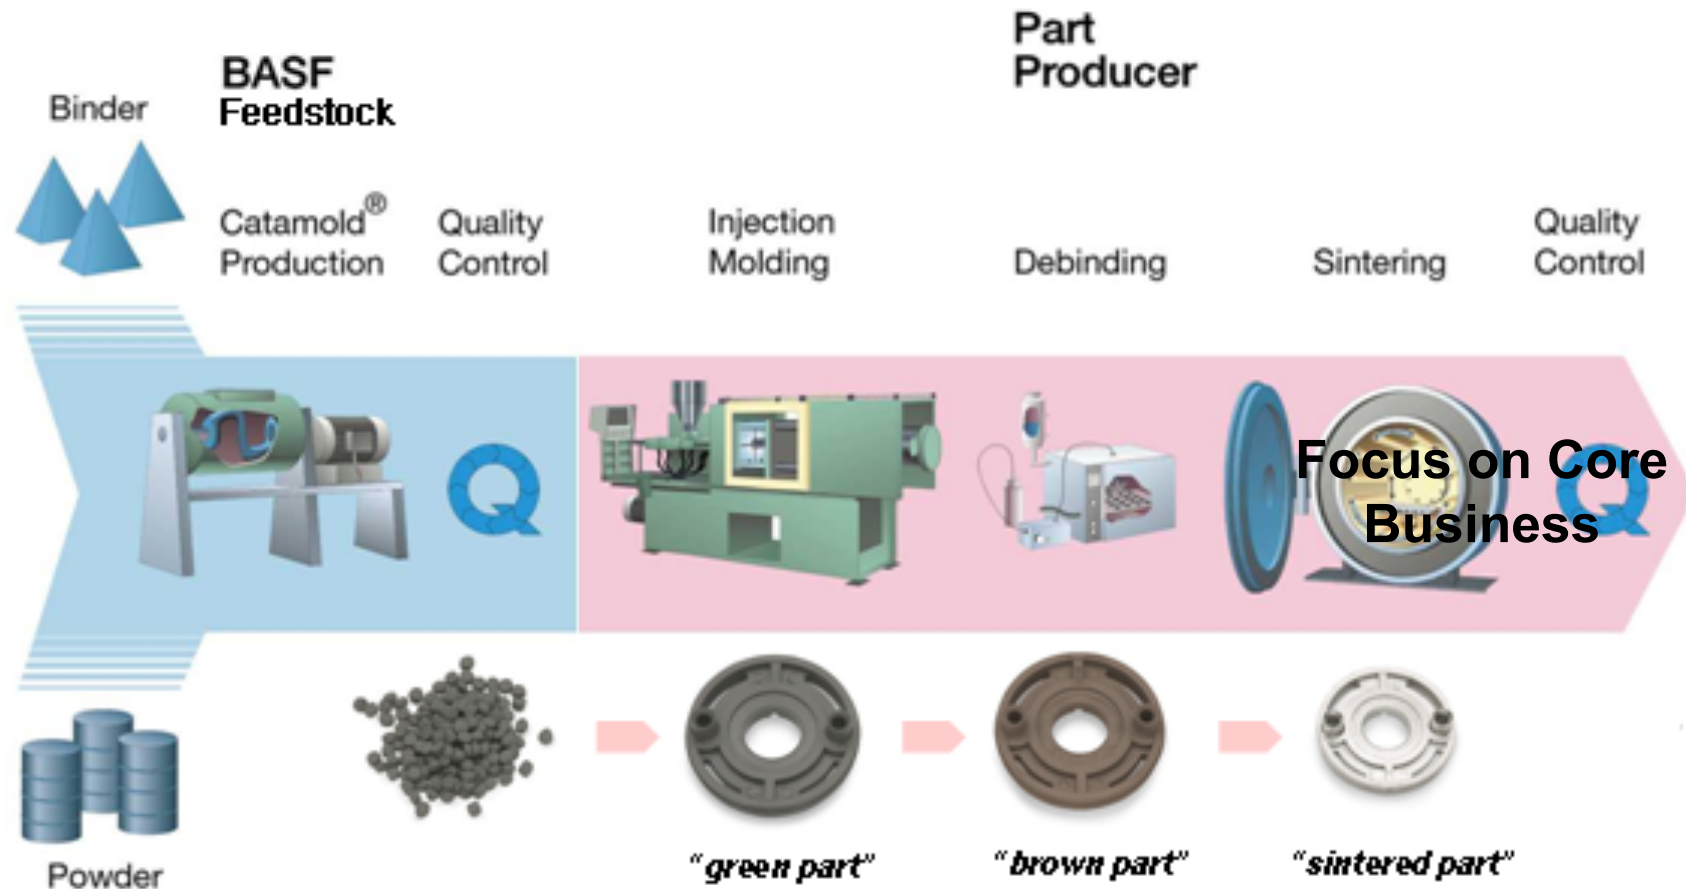 Part
Producer
BASF
Feedstock
Binder
Catamold®
Production
Quality
Control
Injection
Molding
Debinding
Sintering
Quality
Control
Q
Focus on Core
Business
Q
"green part"
"brown part"
"sintered part"
Powder